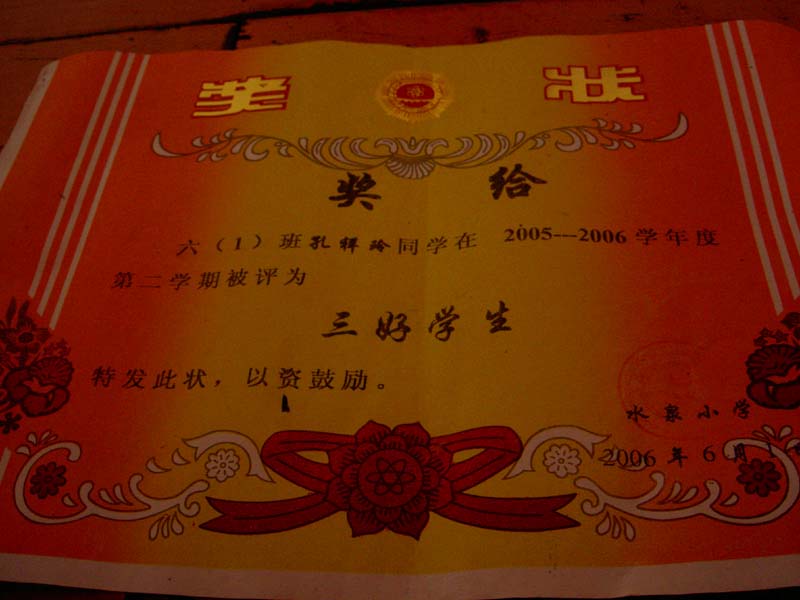 奖 状
奖 给
六（1）班孔祥玲同学在 2005---2006 学年度
第二学期被评为
三好学生
特发此状，以资鼓励。
水泉小学
2006 年 6 月 1